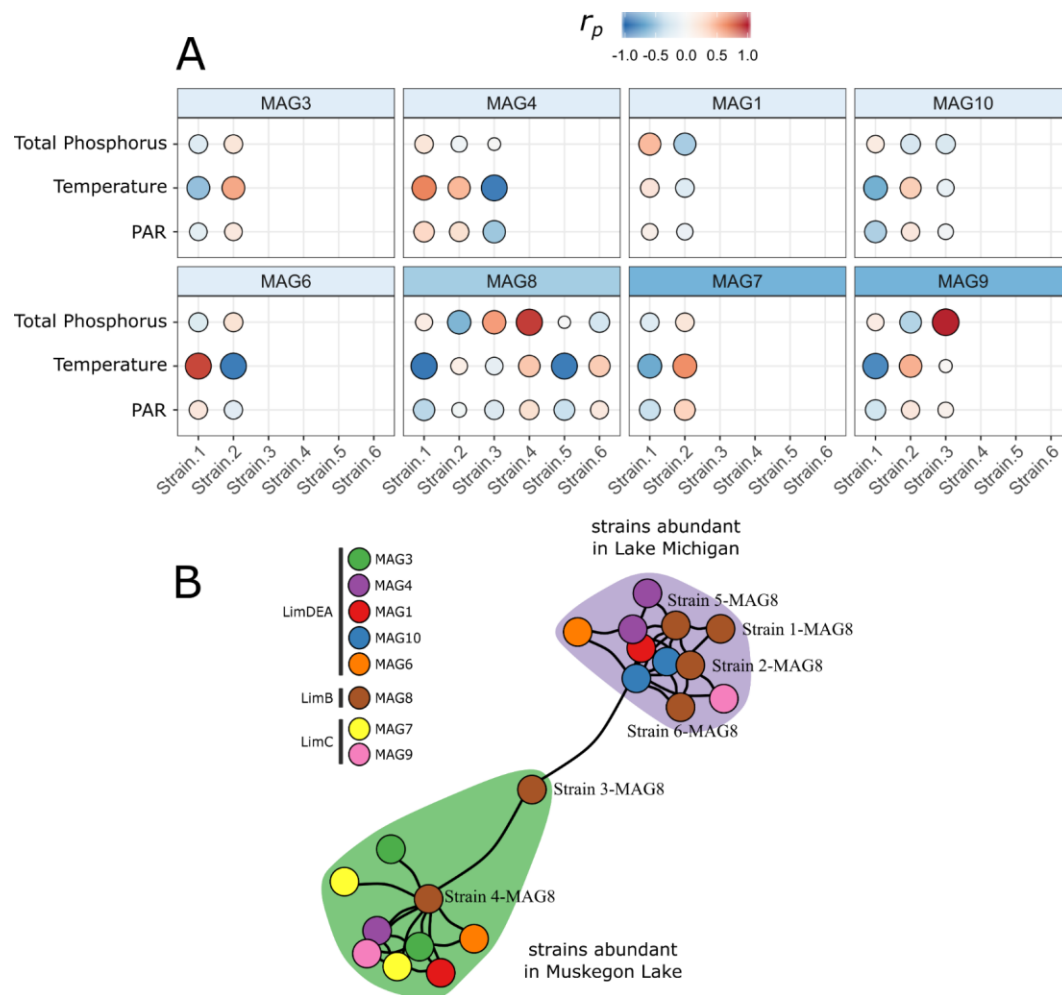 A
r_p
-1.0 -0.5 0.0 0.5 1.0
MAG3 MAG4 MAG1 MAG10
Total Phosphorus
Temperature
PAR
MAG6 MAG8 MAG7 MAG9
Total Phosphorus
Temperature
PAR
Strain.1 Strain.2 Strain.3 Strain.4 Strain.5 Strain.6 Strain.1 Strain.2 Strain.3 Strain.4 Strain.5 Strain.6 Strain.1 Strain.2 Strain.3 Strain.4 Strain.5 Strain.6 Strain.1 Strain.2 Strain.3 Strain.4 Strain.5 Strain.6
B
strains abundant
in Lake Michigan
MAG3
MAG4
LimDEA MAG1
MAG10
MAG6
LimB MAG8
MAG7
LimC
MAG9
Strain 5-MAG8
Strain 1-MAG8
Strain 2-MAG8
Strain 6-MAG8
Strain 3-MAG8
Strain 4-MAG8
strains abundant
in Muskegon Lake